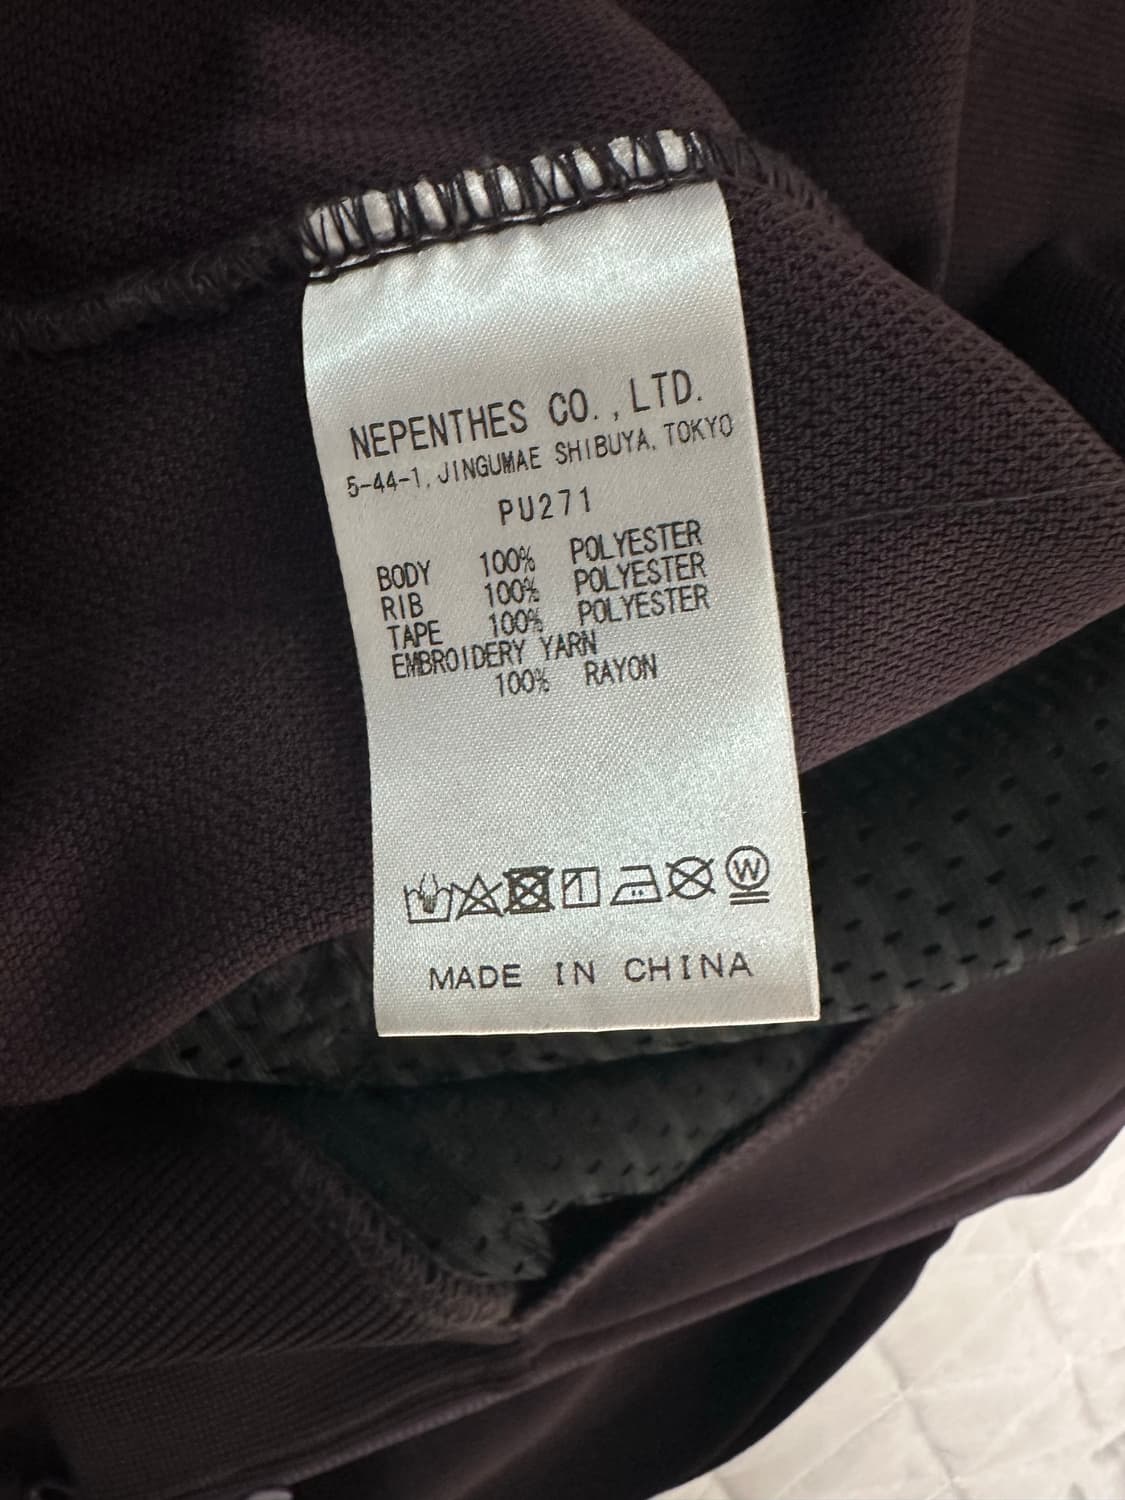 NEPENTHES CO.,LTD.
5-44-1, JINGUMAE SHIBUYA, TOKYO
PU271
BODY 100% POLYESTER
RIB 100% POLYESTER
TAPE 100% POLYESTER
EMBROIDERY YARN
100% RAYON
W
MADE IN CHINA